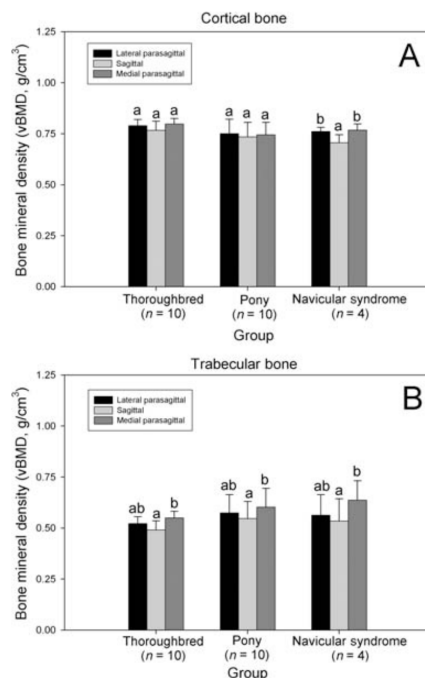 Cortical bone
A
Lateral parasagittal
Sagittal
Medial parasagittal
Bone mineral density (vBMD, g/cm³)
1.25
1.00
0.75
0.50
0.25
0.00
a a a a a a b a b
Thoroughbred Pony Navicular syndrome
(n = 10) (n = 10) (n = 4)
Group
Trabecular bone
B
Lateral parasagittal
Sagittal
Medial parasagittal
Bone mineral density (vBMD, g/cm³)
1.25
1.00
0.75
0.50
0.25
0.00
ab a b ab a b ab a b
Thoroughbred Pony Navicular syndrome
(n = 10) (n = 10) (n = 4)
Group